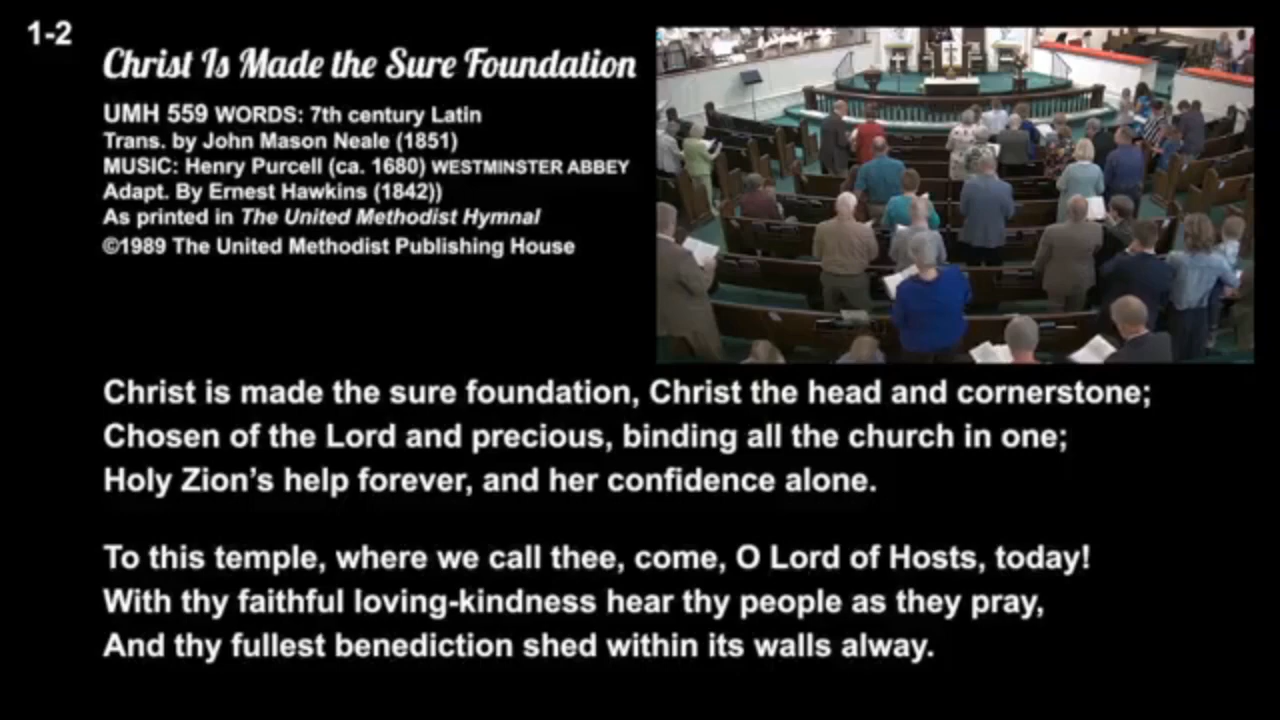 1-2
Christ Is Made the Sure Foundation
UMH 559 WORDS: 7th century Latin
Trans. by John Mason Neale (1851)
MUSIC: Henry Purcell (ca. 1680) WESTMINSTER ABBEY
Adapt. By Ernest Hawkins (1842))
As printed in The United Methodist Hymnal
©1989 The United Methodist Publishing House
Christ is made the sure foundation, Christ the head and cornerstone;
Chosen of the Lord and precious, binding all the church in one;
Holy Zion’s help forever, and her confidence alone.
To this temple, where we call thee, come, O Lord of Hosts, today!
With thy faithful loving-kindness hear thy people as they pray,
And thy fullest benediction shed within its walls alway.